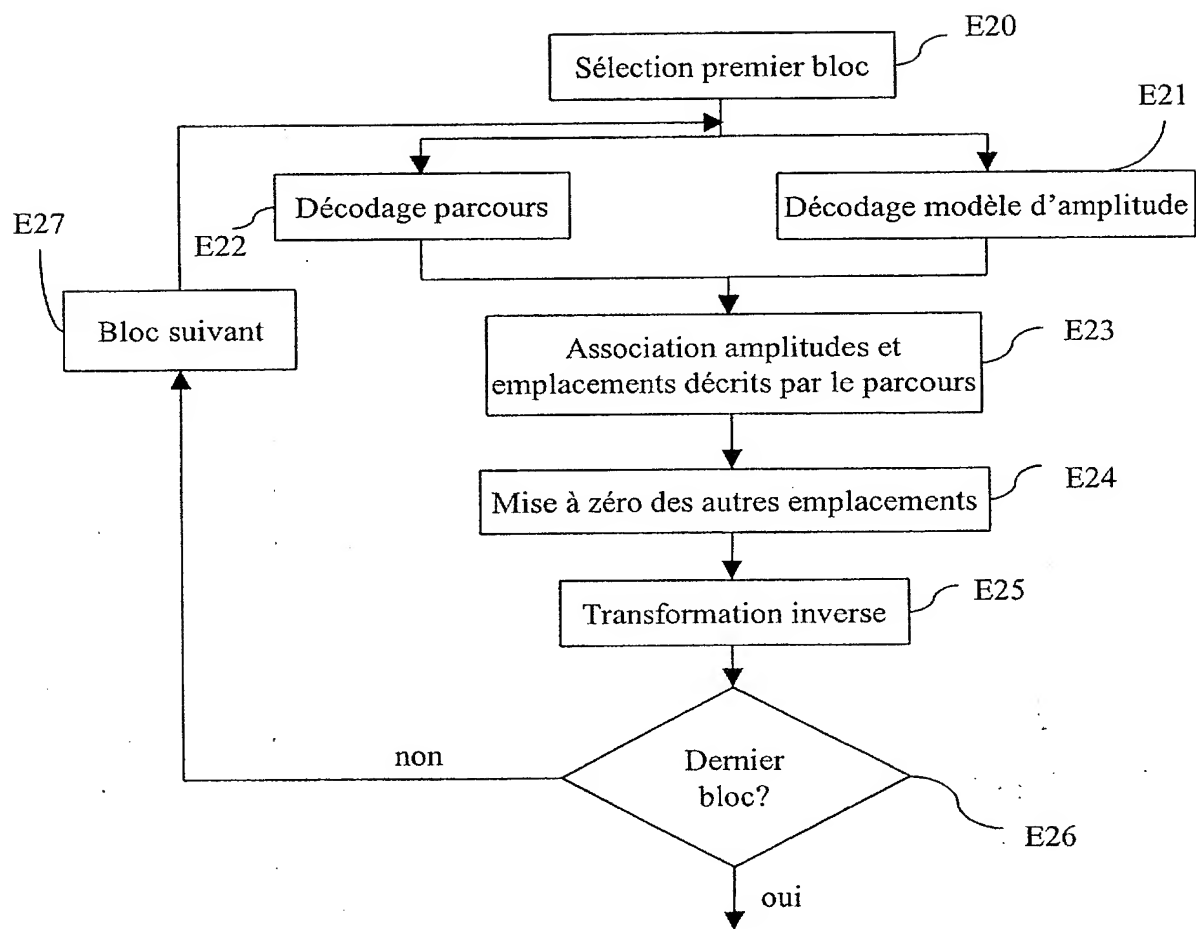 E20
Sélection premier bloc
E21
Décodage parcours
Décodage modèle d'amplitude
E22
E27
Bloc suivant
E23
Association amplitudes et
emplacements décrits par le parcours
E24
Mise à zéro des autres emplacements
E25
Transformation inverse
non
Dernier
bloc?
E26
oui